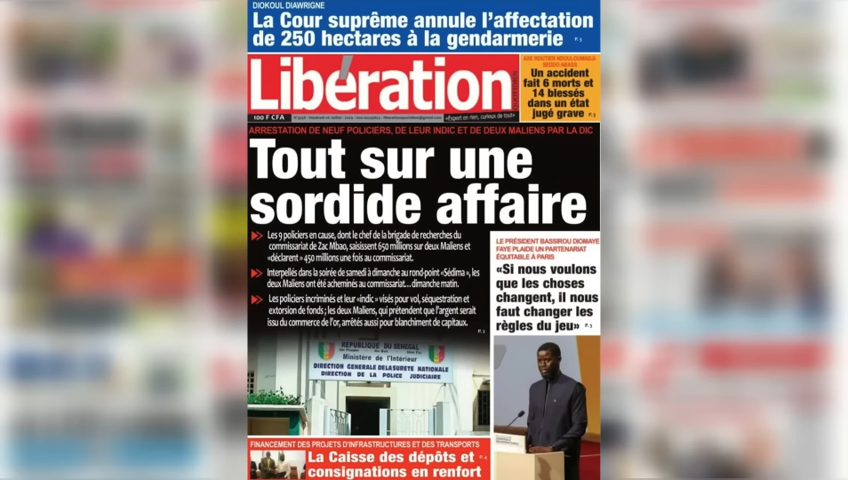 DIOKOUL DIAWRIGNE
La Cour suprême annule l'affectation
de 250 hectares à la gendarmerie P. 5
Libération
QUOTIDIEN
100 F CFA
«Expert en rien, curieux de tout»
AXE ROUTIER NGUILOUMADJI-
Un accident
fait 6 morts et
14 blessés
dans un état
jugé grave P. 3
ARRESTATION DE NEUF POLICIERS, DE LEUR INDIC ET DE DEUX MALIENS PAR LA DIC
Tout sur une
sordide affaire
Les 9 policiers en cause, dont le chef de la brigade de recherches du
commissariat de Zac Mbao, saisissent 650 millions sur deux Maliens et
«déclarent» 450 millions une fois au commissariat.
Interpellés dans la soirée de samedi à dimanche au rond-point «Sédima», les
deux Maliens ont été acheminés au commissariat... dimanche matin.
Les policiers incriminés et leur «indic» visés pour vol, séquestration et
extorsion de fonds ; les deux Maliens, qui prétendent que l'argent serait
issu du commerce de l'or, arrêtés aussi pour blanchiment de capitaux.
P. 2
LE PRÉSIDENT BASSIROU DIOMAYE
FAYE PLAIDE UN PARTENARIAT
ÉQUITABLE À PARIS
«Si nous voulons
que les choses
changent, il nous
faut changer les
règles du jeu» P. 3
REPUBLIQUE DU SENEGAL
Ministère de l'Intérieur
DIRECTION GENERALE DE LA SURETE NATIONALE
DIRECTION DE LA POLICE JUDICIAIRE
FINANCEMENT DES PROJETS D'INFRASTRUCTURES ET DES TRANSPORTS
La Caisse des dépôts et P. 4
consignations en renfort